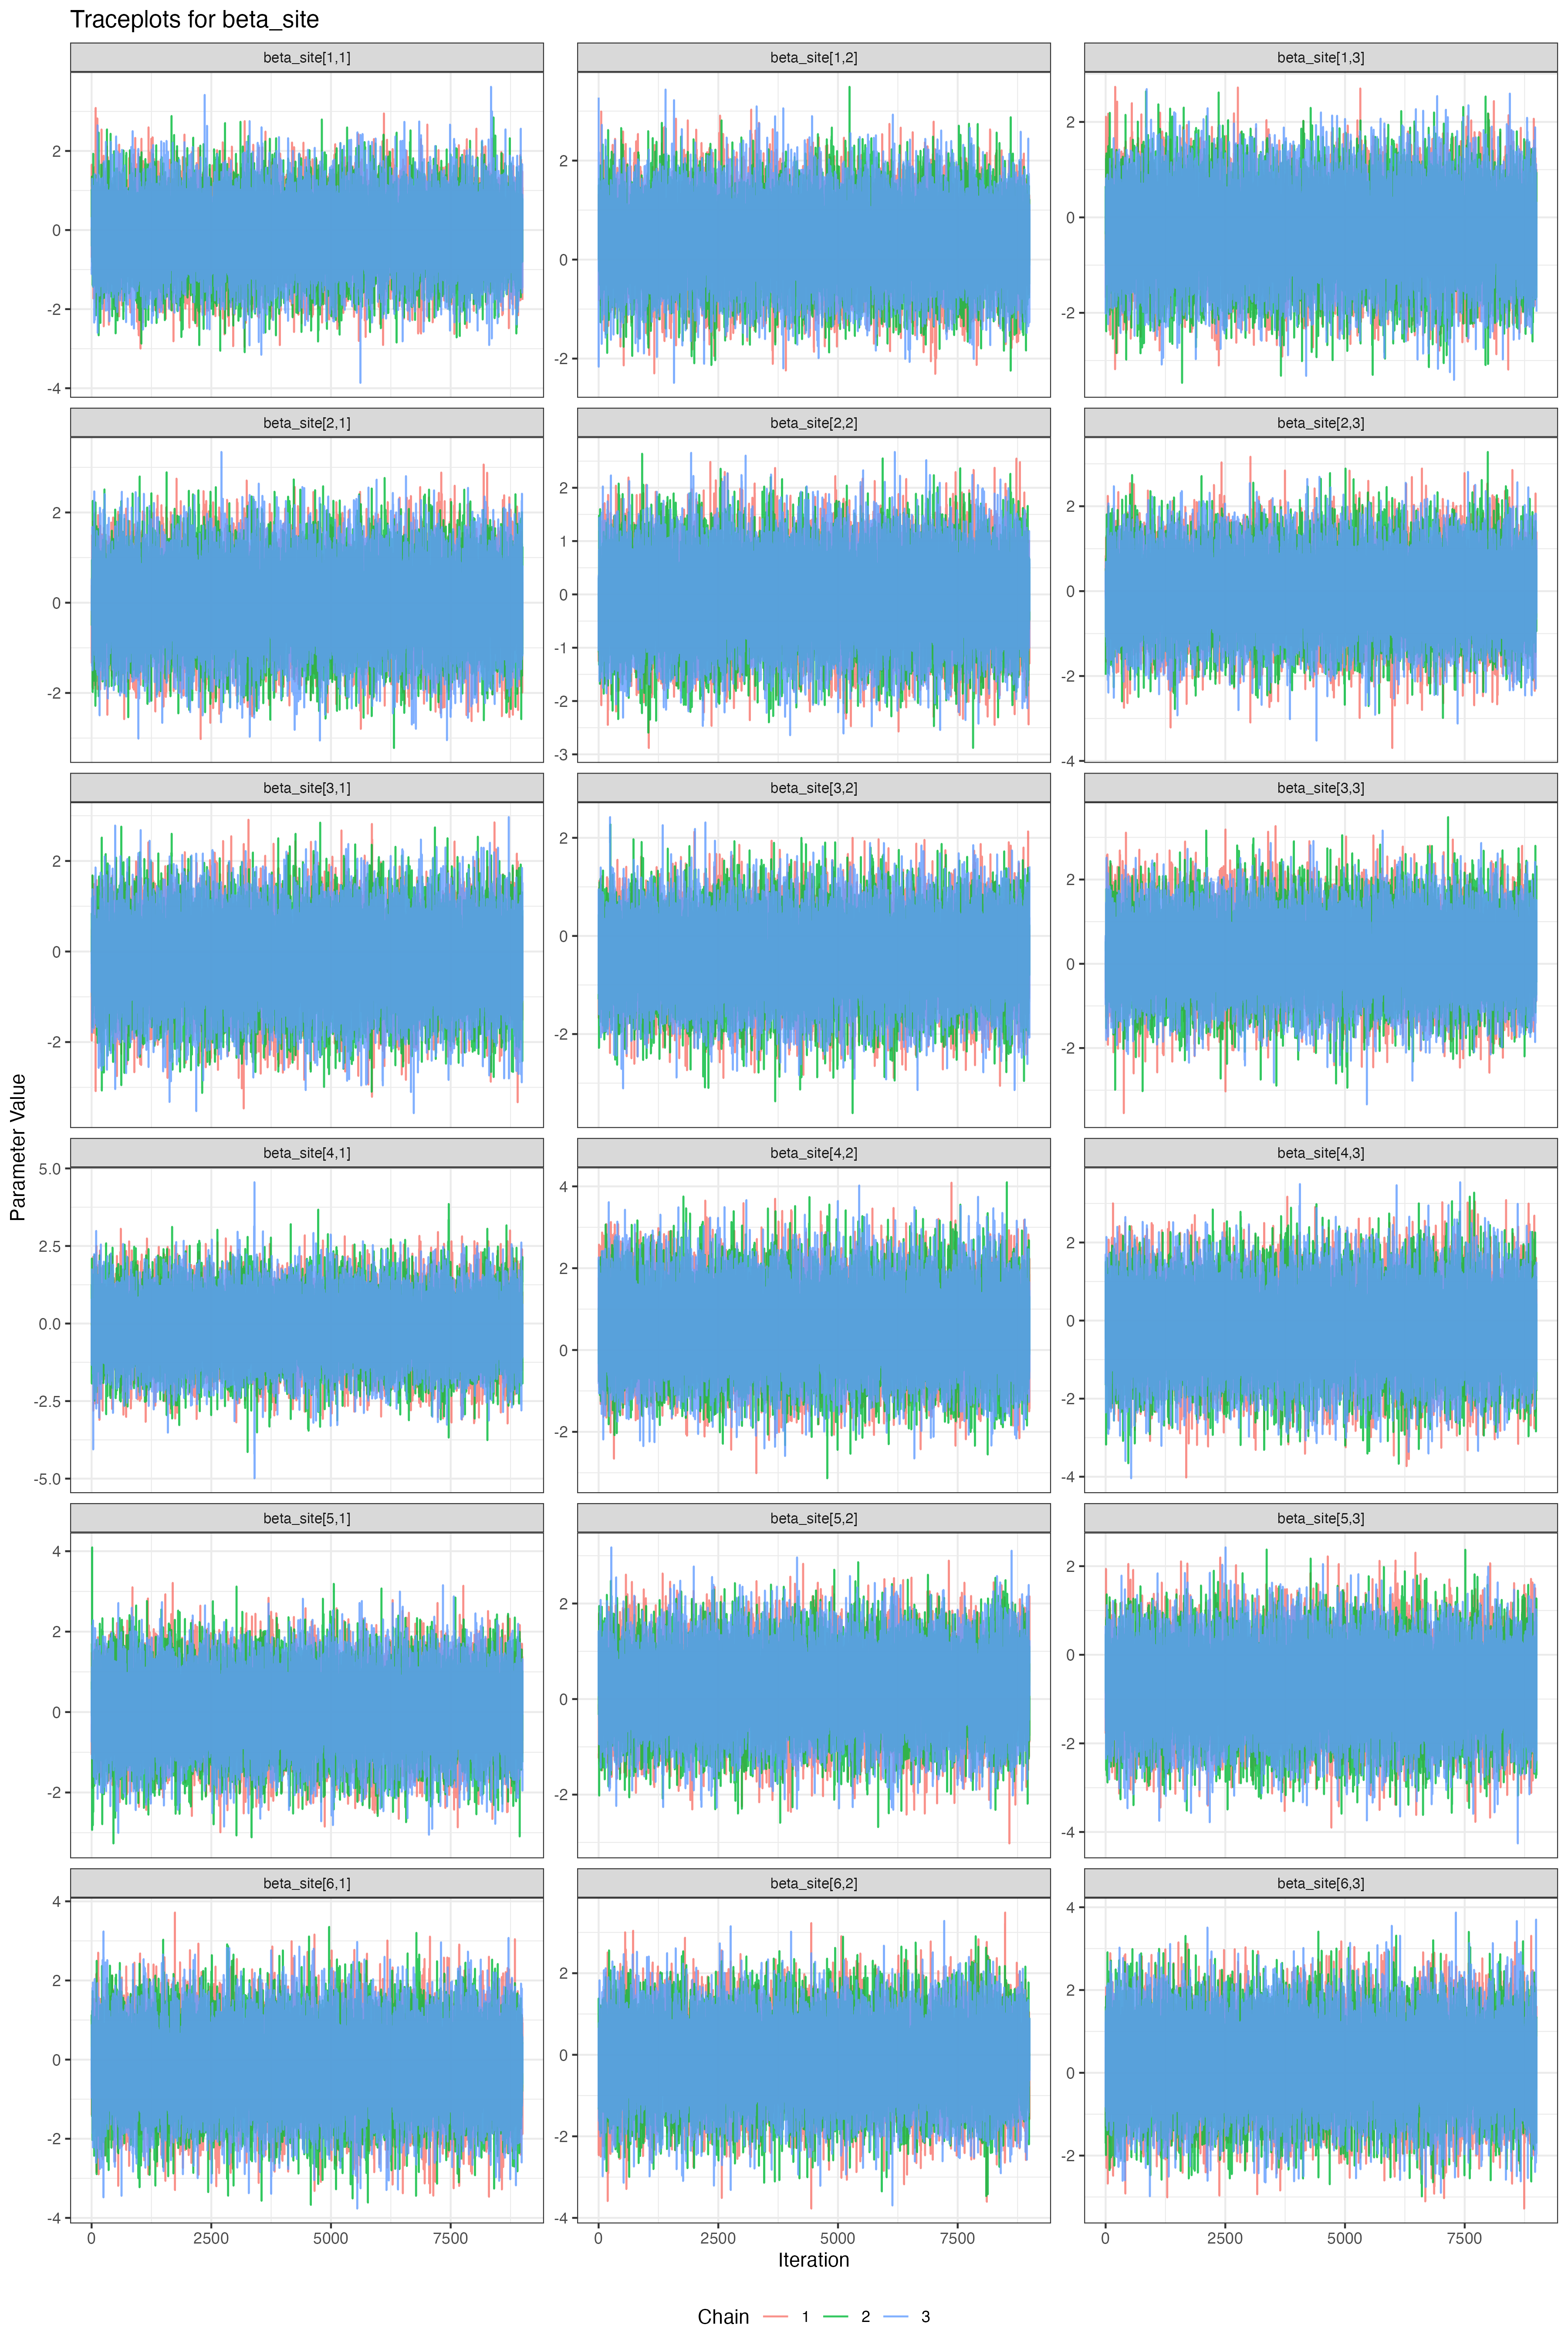 Traceplots for beta_site
beta_site[1,1] beta_site[1,2] beta_site[1,3]
2 2 2
0 0 0
-2 -2 -2
-4
beta_site[2,1] beta_site[2,2] beta_site[2,3]
2 2 2
1
0 0 0
-1
-2 -2 -2
-3 -4
beta_site[3,1] beta_site[3,2] beta_site[3,3]
2 2 2
0 0 0
-2 -2 -2
Parameter Value
beta_site[4,1] beta_site[4,2] beta_site[4,3]
5.0 4
2.5 2 2
0.0 0 0
-2.5 -2 -2
-5.0 -4
beta_site[5,1] beta_site[5,2] beta_site[5,3]
4 2 2
2 0 0
0 -2 -2
-2 -4
beta_site[6,1] beta_site[6,2] beta_site[6,3]
4 4
2 2 2
0 0 0
-2 -2 -2
-4 -4
0 2500 5000 7500 0 2500 5000 7500 0 2500 5000 7500
Iteration
Chain 1 2 3